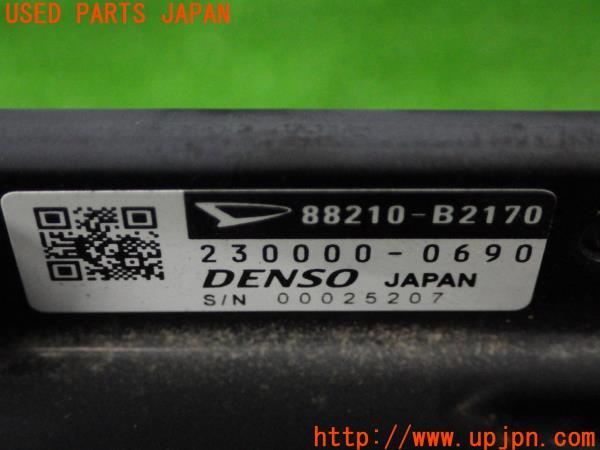 USED PARTS JAPAN
88210-B2170
230000-0690
DENSO JAPAN
S/N 00025207
http://www.upjpn.com/